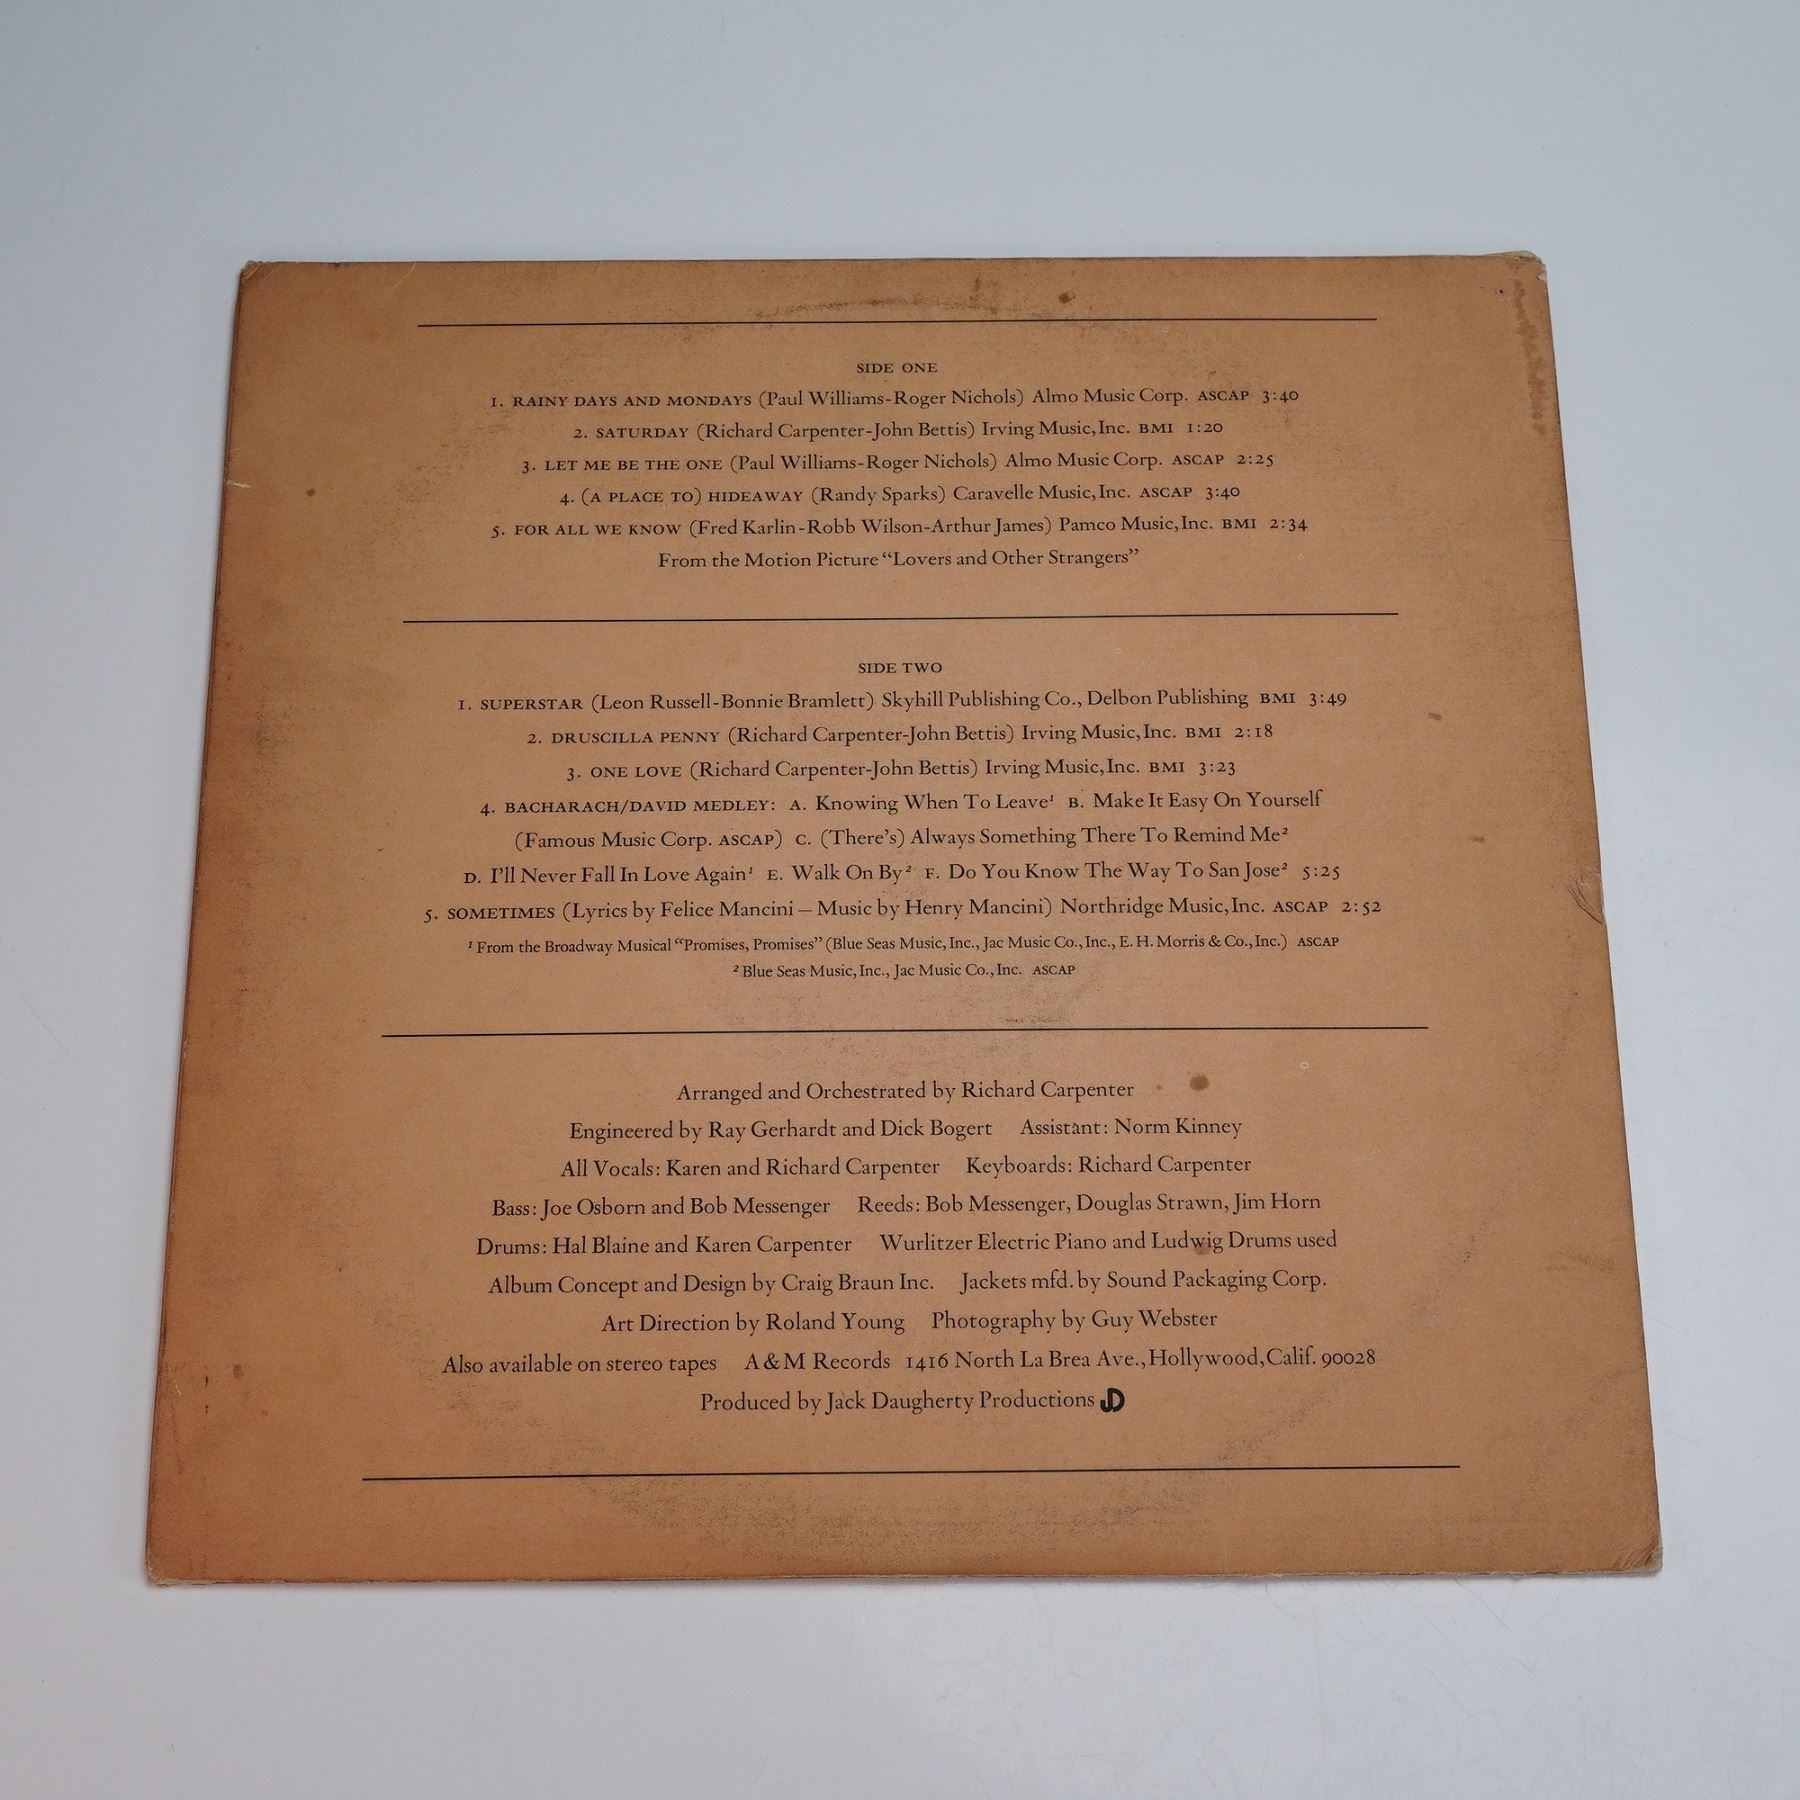 SIDE ONE
1. RAINY DAYS AND MONDAYS (Paul Williams-Roger Nichols) Almo Music Corp. ASCAP 3:40
2. SATURDAY (Richard Carpenter-John Bettis) Irving Music, Inc. BMI 1:20
3. LET ME BE THE ONE (Paul Williams-Roger Nichols) Almo Music Corp. ASCAP 2:25
4. (A PLACE TO) HIDEAWAY (Randy Sparks) Caravelle Music, Inc. ASCAP 3:40
5. FOR ALL WE KNOW (Fred Karlin-Robb Wilson-Arthur James) Pamco Music, Inc. BMI 2:34
From the Motion Picture “Lovers and Other Strangers”
SIDE TWO
1. SUPERSTAR (Leon Russell-Bonnie Bramlett) Skyhill Publishing Co., Delbon Publishing BMI 3:49
2. DRUSCILLA PENNY (Richard Carpenter-John Bettis) Irving Music, Inc. BMI 2:18
3. ONE LOVE (Richard Carpenter-John Bettis) Irving Music, Inc. BMI 3:23
4. BACHARACH/DAVID MEDLEY: A. Knowing When To Leave¹ B. Make It Easy On Yourself
(Famous Music Corp. ASCAP) C. (There’s) Always Something There To Remind Me²
D. I’ll Never Fall In Love Again¹ E. Walk On By² F. Do You Know The Way To San Jose² 5:25
5. SOMETIMES (Lyrics by Felice Mancini – Music by Henry Mancini) Northridge Music, Inc. ASCAP 2:52
¹ From the Broadway Musical “Promises, Promises” (Blue Seas Music, Inc., Jac Music Co., Inc., E. H. Morris & Co., Inc.) ASCAP
² Blue Seas Music, Inc., Jac Music Co., Inc. ASCAP
Arranged and Orchestrated by Richard Carpenter
Engineered by Ray Gerhardt and Dick Bogert Assistant: Norm Kinney
All Vocals: Karen and Richard Carpenter Keyboards: Richard Carpenter
Bass: Joe Osborn and Bob Messenger Reeds: Bob Messenger, Douglas Strawn, Jim Horn
Drums: Hal Blaine and Karen Carpenter Wurlitzer Electric Piano and Ludwig Drums used
Album Concept and Design by Craig Braun Inc. Jackets mfd. by Sound Packaging Corp.
Art Direction by Roland Young Photography by Guy Webster
Also available on stereo tapes A & M Records 1416 North La Brea Ave., Hollywood, Calif. 90028
Produced by Jack Daugherty Productions JD